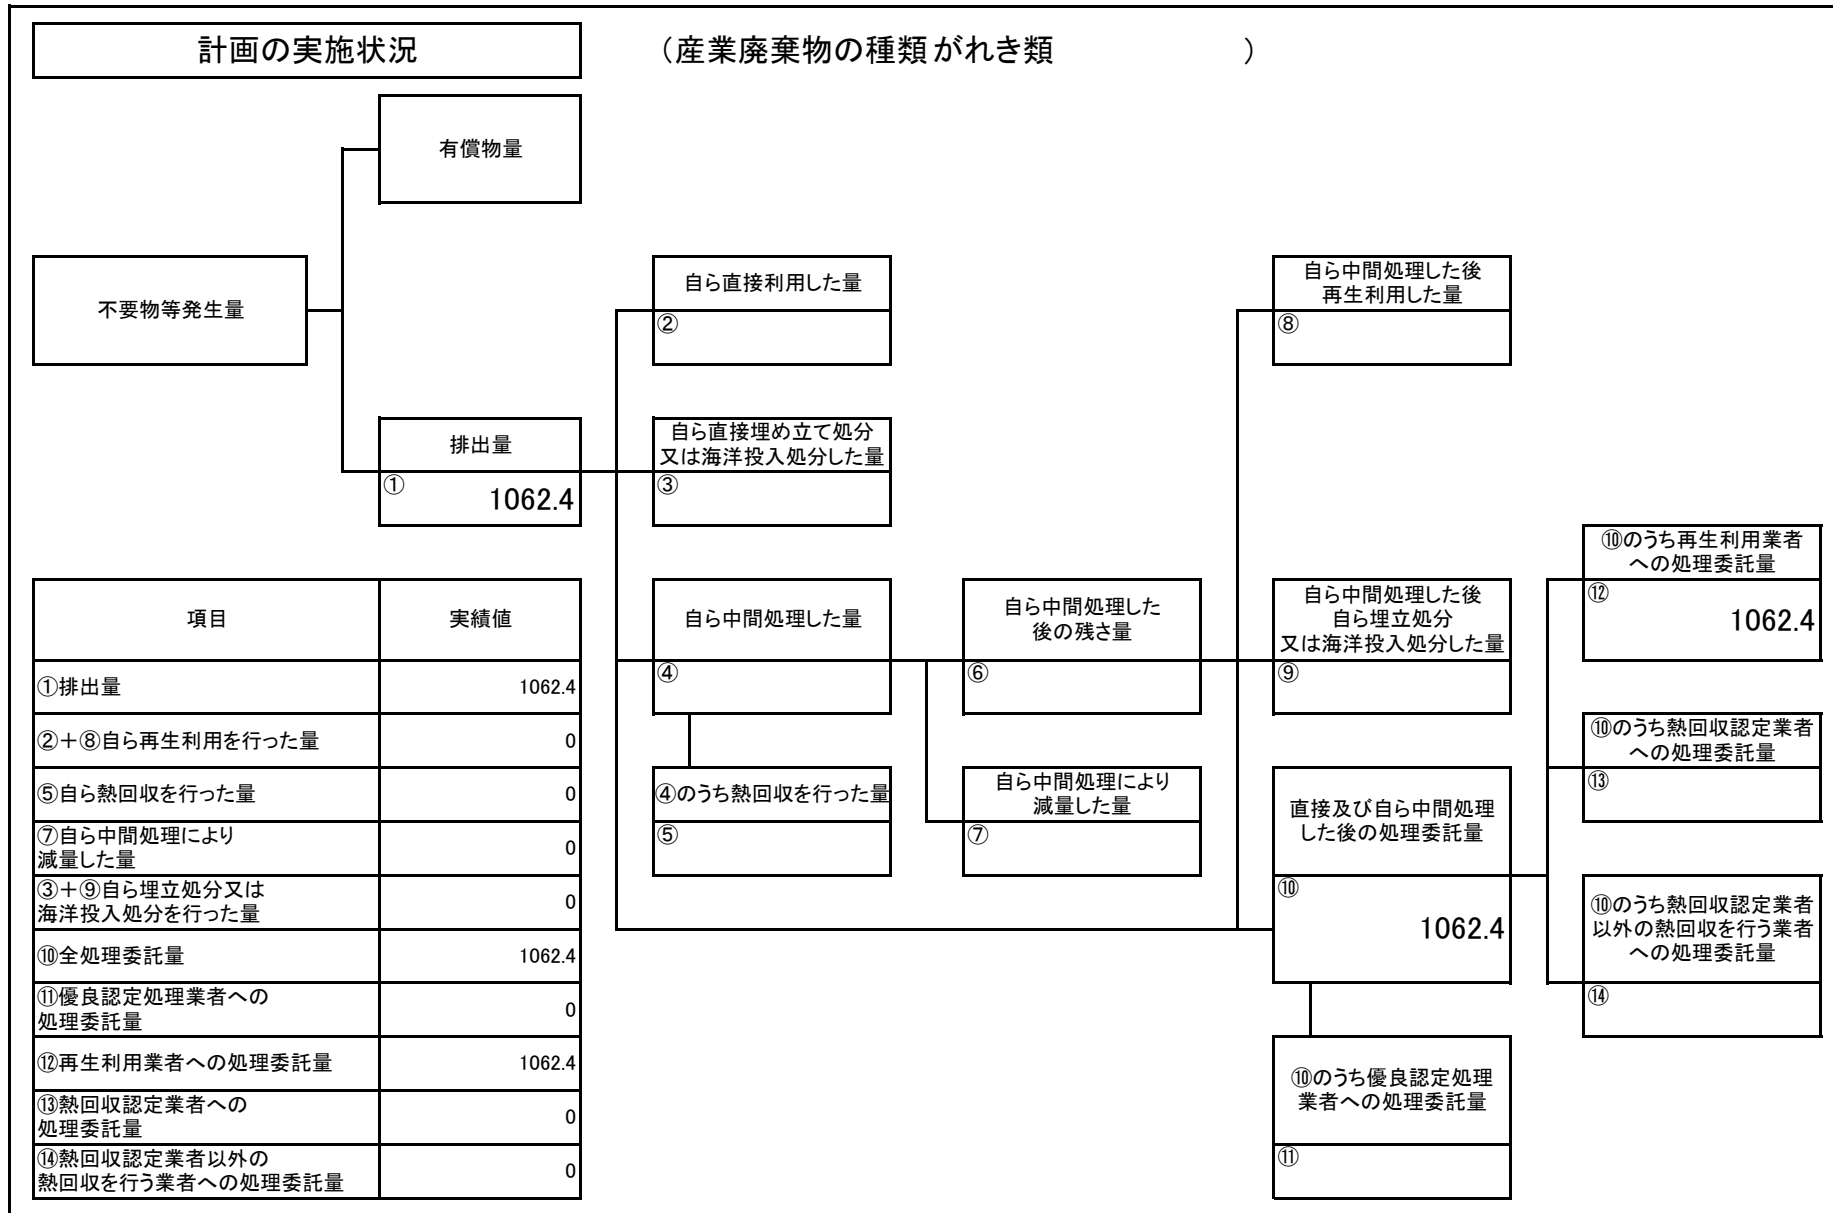 計画の実施状況
（産業廃棄物の種類 がれき類　　　　　　　）
有償物量
不要物等発生量
自ら直接利用した量
②
自ら中間処理した後
再生利用した量
⑧
排出量
① 1062.4
自ら直接埋め立て処分
又は海洋投入処分した量
③
⑩のうち再生利用業者
への処理委託量
⑫ 1062.4
自ら中間処理した量
④
自ら中間処理した
後の残さ量
⑥
自ら中間処理した後
自ら埋立処分
又は海洋投入処分した量
⑨
⑩のうち熱回収認定業者
への処理委託量
⑬
④のうち熱回収を行った量
⑤
自ら中間処理により
減量した量
⑦
直接及び自ら中間処理
した後の処理委託量
⑩
1062.4
⑩のうち熱回収認定業者
以外の熱回収を行う業者
への処理委託量
⑭
⑩のうち優良認定処理
業者への処理委託量
⑪
項目 実績値
①排出量 1062.4
②＋⑧自ら再生利用を行った量 0
⑤自ら熱回収を行った量 0
⑦自ら中間処理により
減量した量 0
③＋⑨自ら埋立処分又は
海洋投入処分を行った量 0
⑩全処理委託量 1062.4
⑪優良認定処理業者への
処理委託量 0
⑫再生利用業者への処理委託量 1062.4
⑬熱回収認定業者への
処理委託量 0
⑭熱回収認定業者以外の
熱回収を行う業者への処理委託量 0